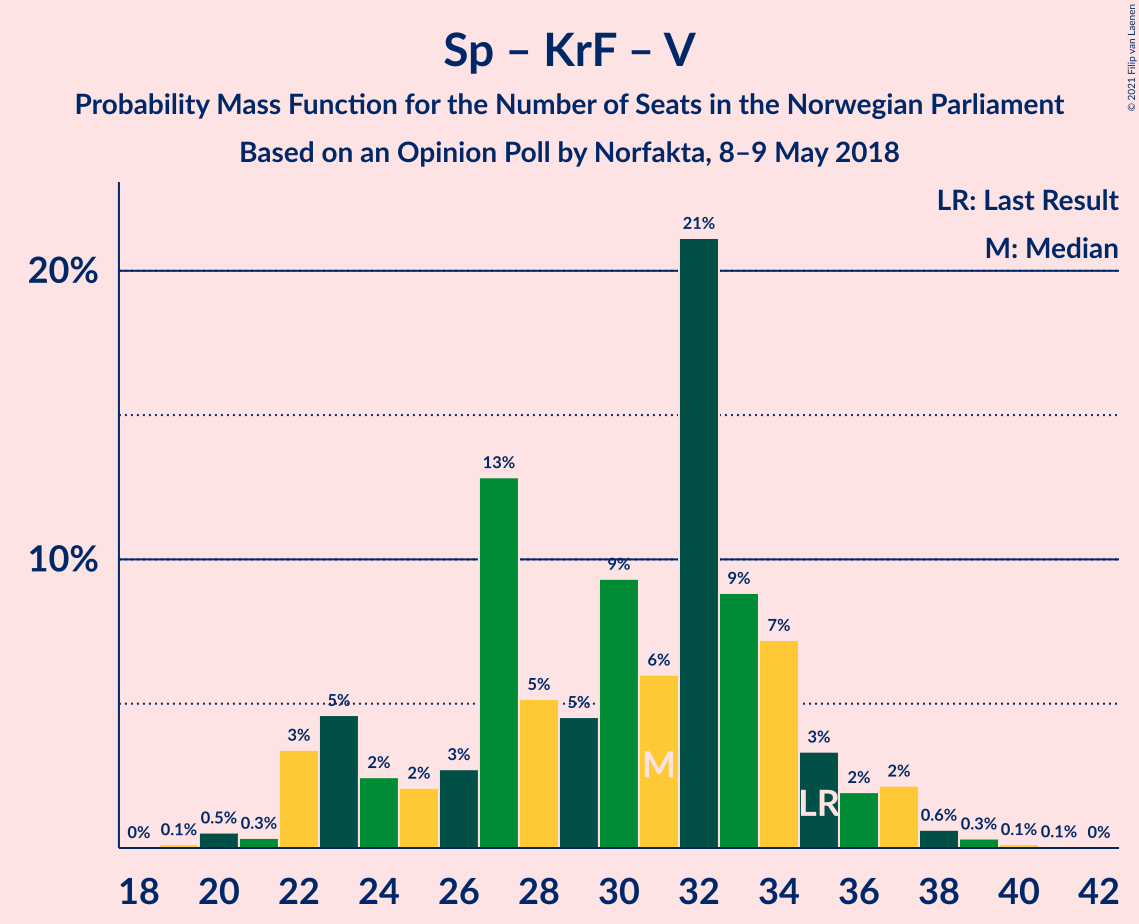 Sp – KrF – V
Probability Mass Function for the Number of Seats in the Norwegian Parliament
Based on an Opinion Poll by Norfakta, 8–9 May 2018
© 2021 Filip van Laenen
LR: Last Result
M: Median
20%
10%
0% 0.1% 0.5% 0.3% 3% 5% 2% 2% 3% 13% 5% 5% 9% 6% 21% 9% 7% 3% 2% 2% 0.6% 0.3% 0.1% 0.1% 0%
M
LR
18 20 22 24 26 28 30 32 34 36 38 40 42